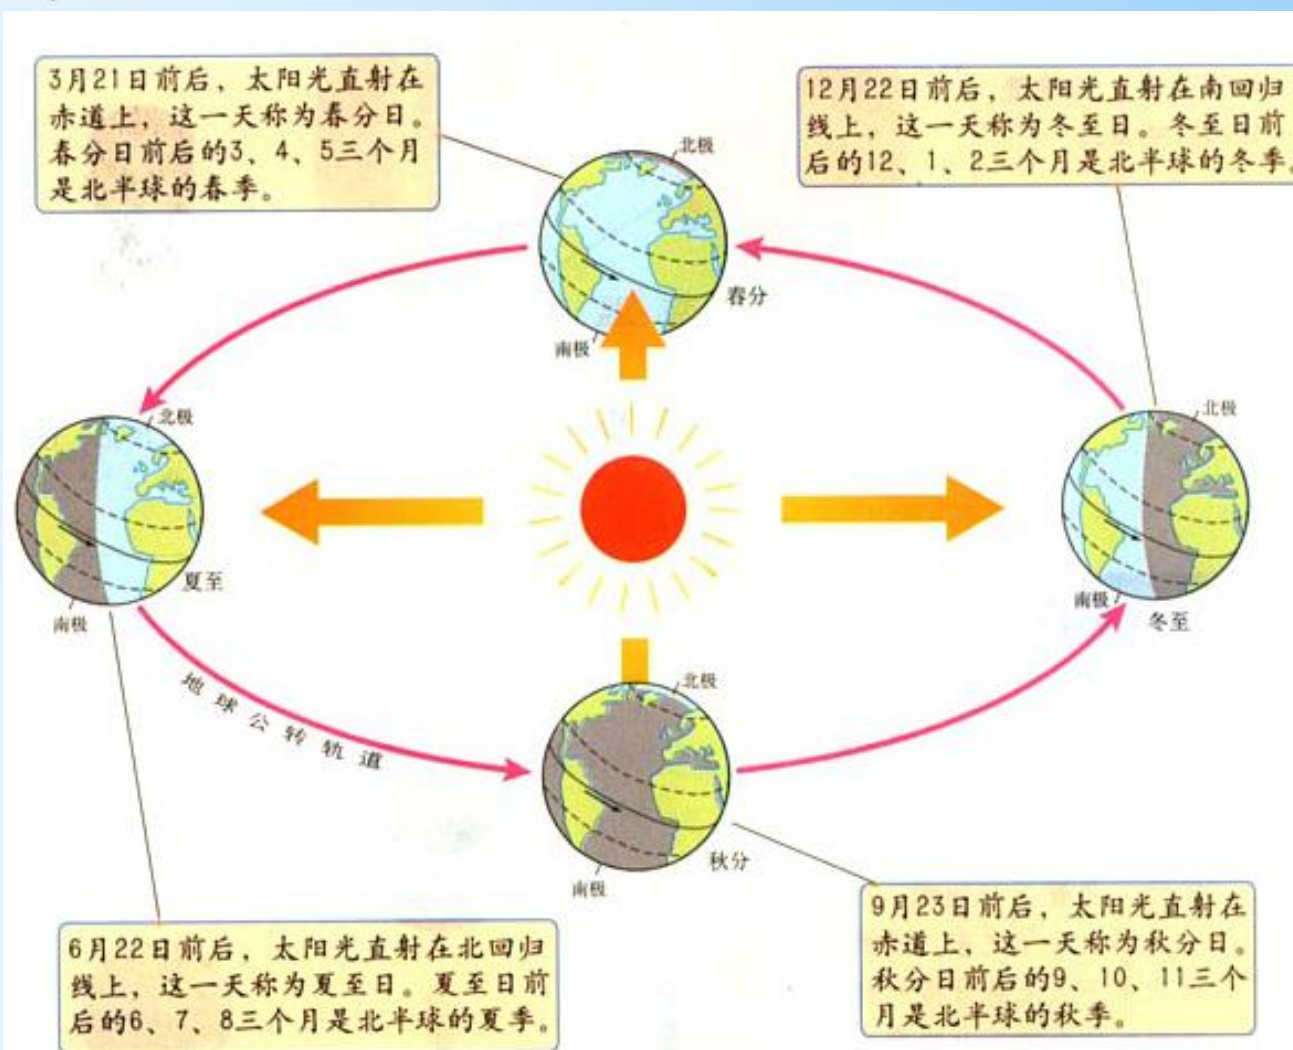 3月21日前后，太阳光直射在
赤道上，这一天称为春分日。
春分日前后的3、4、5三个月
是北半球的春季。
12月22日前后，太阳光直射在南回归
线上，这一天称为冬至日。冬至日前
后的12、1、2三个月是北半球的冬季。
北极
春分
南极
北极
夏至
南极
北极
南极
冬至
地球公转轨道
北极
秋分
南极
6月22日前后，太阳光直射在北回归
线上，这一天称为夏至日。夏至日前
后的6、7、8三个月是北半球的夏季。
9月23日前后，太阳光直射在
赤道上，这一天称为秋分日。
秋分日前后的9、10、11三个
月是北半球的秋季。